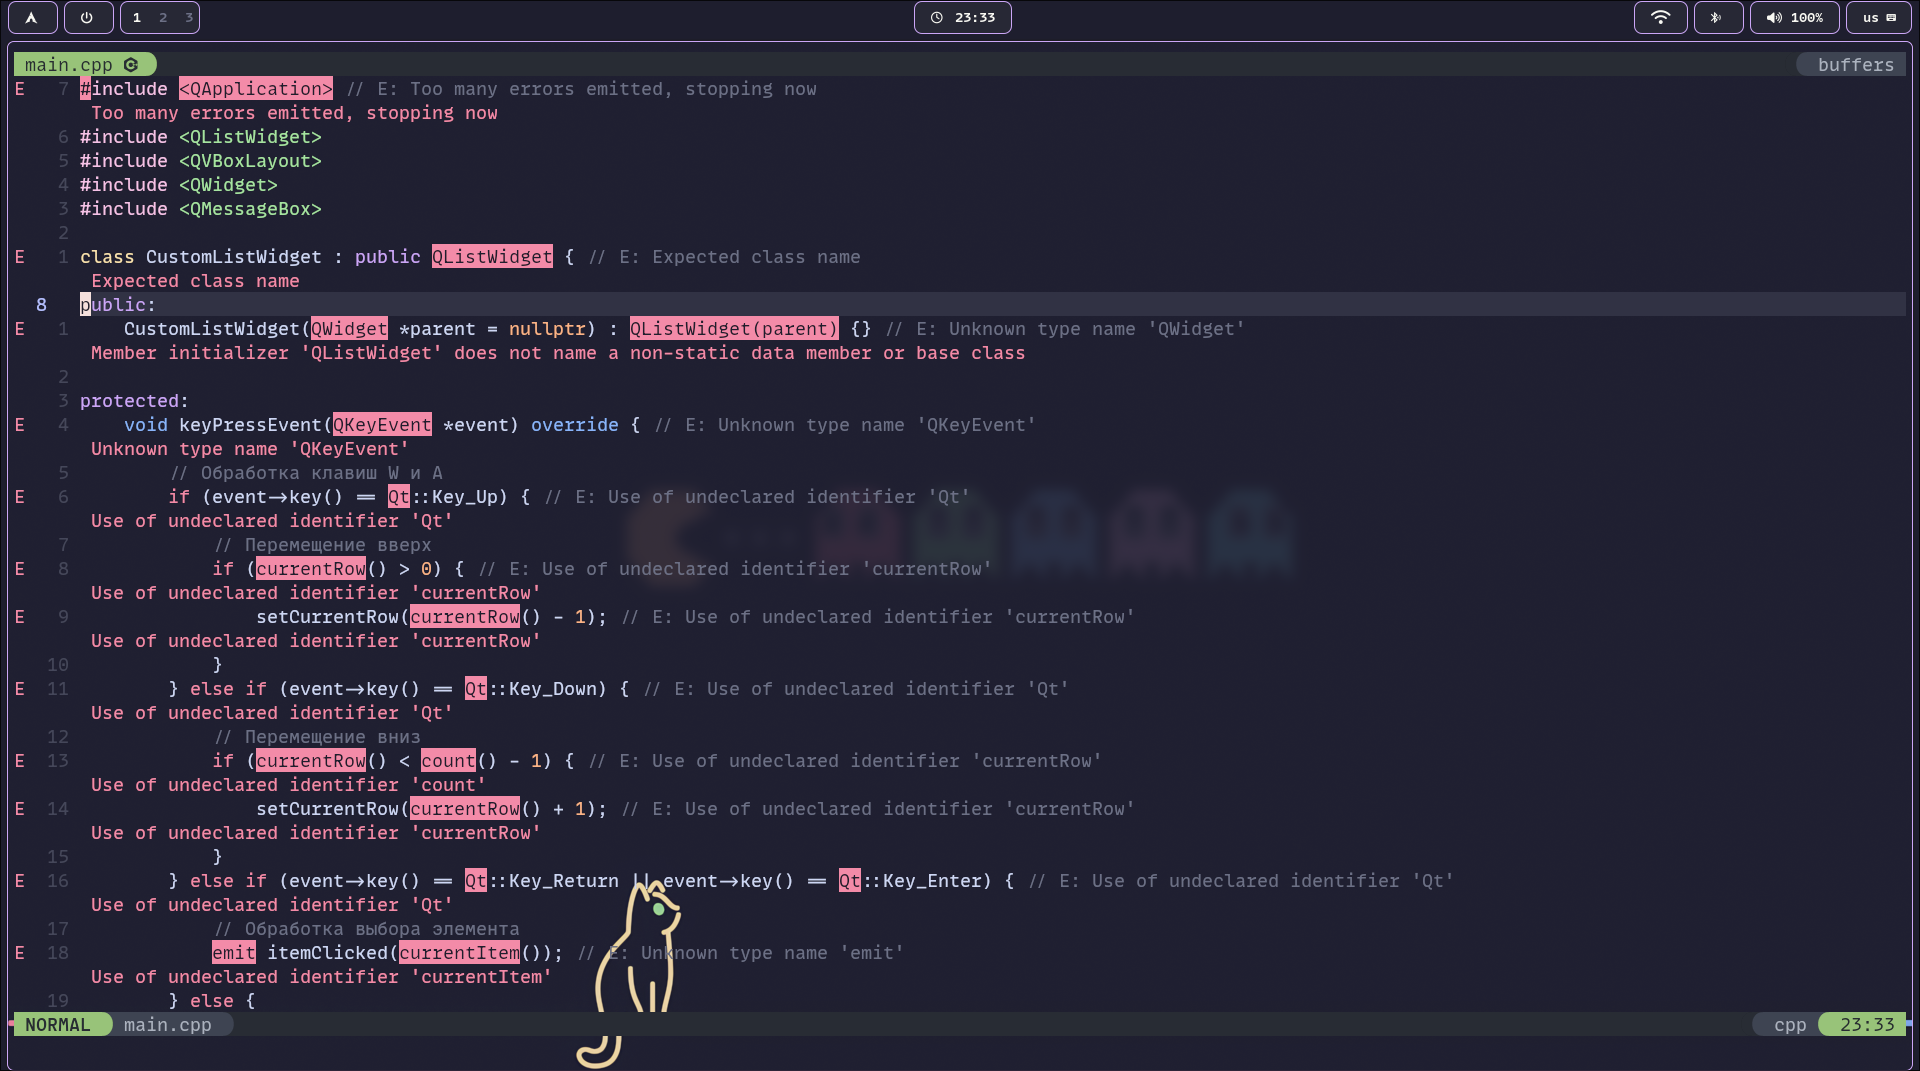 1 2 3
23:33
100%
us
main.cpp
buffers
E 7 #include <QApplication> // E: Too many errors emitted, stopping now
Too many errors emitted, stopping now
6 #include <QListWidget>
5 #include <QVBoxLayout>
4 #include <QWidget>
3 #include <QMessageBox>
2
E 1 class CustomListWidget : public QListWidget { // E: Expected class name
Expected class name
8 public:
E 1 CustomListWidget(QWidget *parent = nullptr) : QListWidget(parent) {} // E: Unknown type name 'QWidget'
Member initializer 'QListWidget' does not name a non-static data member or base class
2
3 protected:
E 4 void keyPressEvent(QKeyEvent *event) override { // E: Unknown type name 'QKeyEvent'
Unknown type name 'QKeyEvent'
5 // Обработка клавиш W и A
E 6 if (event->key() == Qt::Key_Up) { // E: Use of undeclared identifier 'Qt'
Use of undeclared identifier 'Qt'
7 // Перемещение вверх
E 8 if (currentRow() > 0) { // E: Use of undeclared identifier 'currentRow'
Use of undeclared identifier 'currentRow'
E 9 setCurrentRow(currentRow() - 1); // E: Use of undeclared identifier 'currentRow'
Use of undeclared identifier 'currentRow'
10 }
E 11 } else if (event->key() == Qt::Key_Down) { // E: Use of undeclared identifier 'Qt'
Use of undeclared identifier 'Qt'
12 // Перемещение вниз
E 13 if (currentRow() < count() - 1) { // E: Use of undeclared identifier 'currentRow'
Use of undeclared identifier 'count'
E 14 setCurrentRow(currentRow() + 1); // E: Use of undeclared identifier 'currentRow'
Use of undeclared identifier 'currentRow'
15 }
E 16 } else if (event->key() == Qt::Key_Return || event->key() == Qt::Key_Enter) { // E: Use of undeclared identifier 'Qt'
Use of undeclared identifier 'Qt'
17 // Обработка выбора элемента
E 18 emit itemClicked(currentItem()); // E: Unknown type name 'emit'
Use of undeclared identifier 'currentItem'
19 } else {
NORMAL main.cpp
cpp 23:33